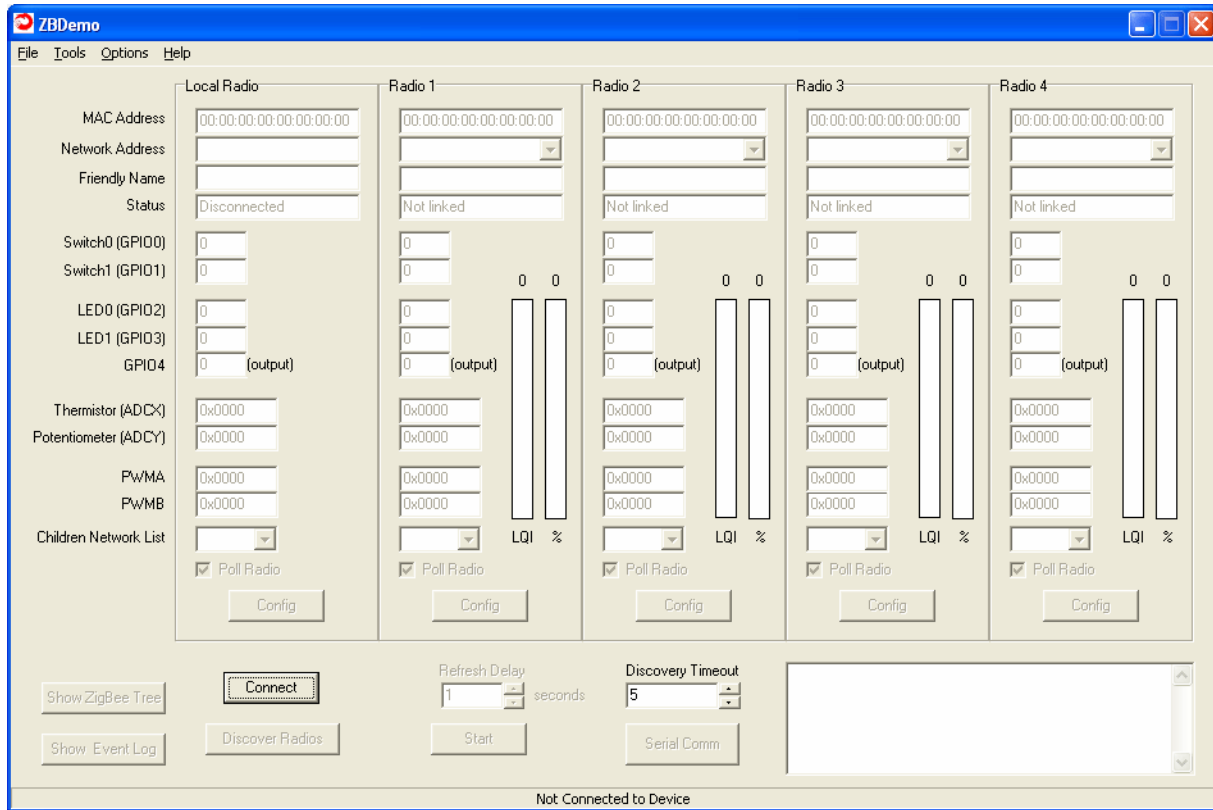 ZBDemo
File Tools Options Help
Local Radio Radio 1 Radio 2 Radio 3 Radio 4
MAC Address 00:00:00:00:00:00:00:00 00:00:00:00:00:00:00:00 00:00:00:00:00:00:00:00 00:00:00:00:00:00:00:00 00:00:00:00:00:00:00:00
Network Address
Friendly Name
Status Disconnected Not linked Not linked Not linked Not linked
Switch0 (GPIO0) 0 0 0 0 0
Switch1 (GPIO1) 0 0 0 0 0 0 0 0 0 0 0 0 0
LED0 (GPIO2) 0 0 0 0 0
LED1 (GPIO3) 0 0 0 0 0
GPIO4 0 (output) 0 (output) 0 (output) 0 (output) 0 (output)
Thermistor (ADCX) 0x0000 0x0000 0x0000 0x0000 0x0000
Potentiometer (ADCY) 0x0000 0x0000 0x0000 0x0000 0x0000
PWMA 0x0000 0x0000 0x0000 0x0000 0x0000
PWMB 0x0000 0x0000 0x0000 0x0000 0x0000
Children Network List LQI % LQI % LQI % LQI %
Poll Radio Poll Radio Poll Radio Poll Radio Poll Radio
Config Config Config Config Config
Refresh Delay Discovery Timeout
Show ZigBee Tree Connect 1 seconds 5
Show Event Log Discover Radios Start Serial Comm
Not Connected to Device